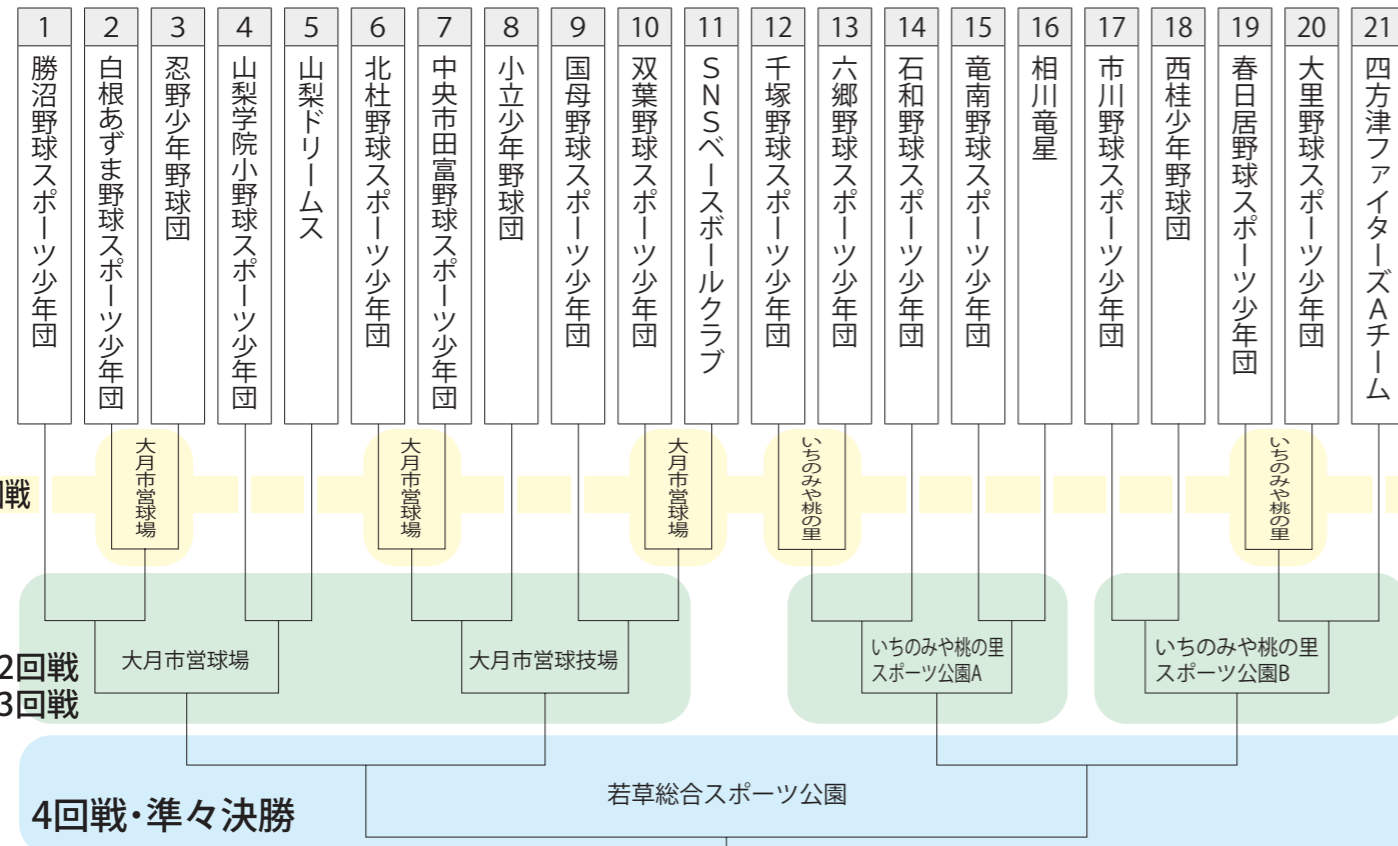 1
勝沼野球スポーツ少年団
2
白根あずま野球スポーツ少年団
3
忍野少年野球団
4
山梨学院小野球スポーツ少年団
5
山梨ドリームス
6
北杜野球スポーツ少年団
7
中央市田富野球スポーツ少年団
8
小立少年野球団
9
国母野球スポーツ少年団
10
双葉野球スポーツ少年団
11
SNSベースボールクラブ
12
千塚野球スポーツ少年団
13
六郷野球スポーツ少年団
14
石和野球スポーツ少年団
15
竜南野球スポーツ少年団
16
相川竜星
17
市川野球スポーツ少年団
18
西桂少年野球団
19
春日居野球スポーツ少年団
20
大里野球スポーツ少年団
21
四方津ファイターズAチーム
回戦
大月市営球場
大月市営球場
大月市営球場
いちのみや桃の里
いちのみや桃の里
2回戦
3回戦
大月市営球場
大月市営球技場
いちのみや桃の里
スポーツ公園A
いちのみや桃の里
スポーツ公園B
4回戦・準々決勝
若草総合スポーツ公園